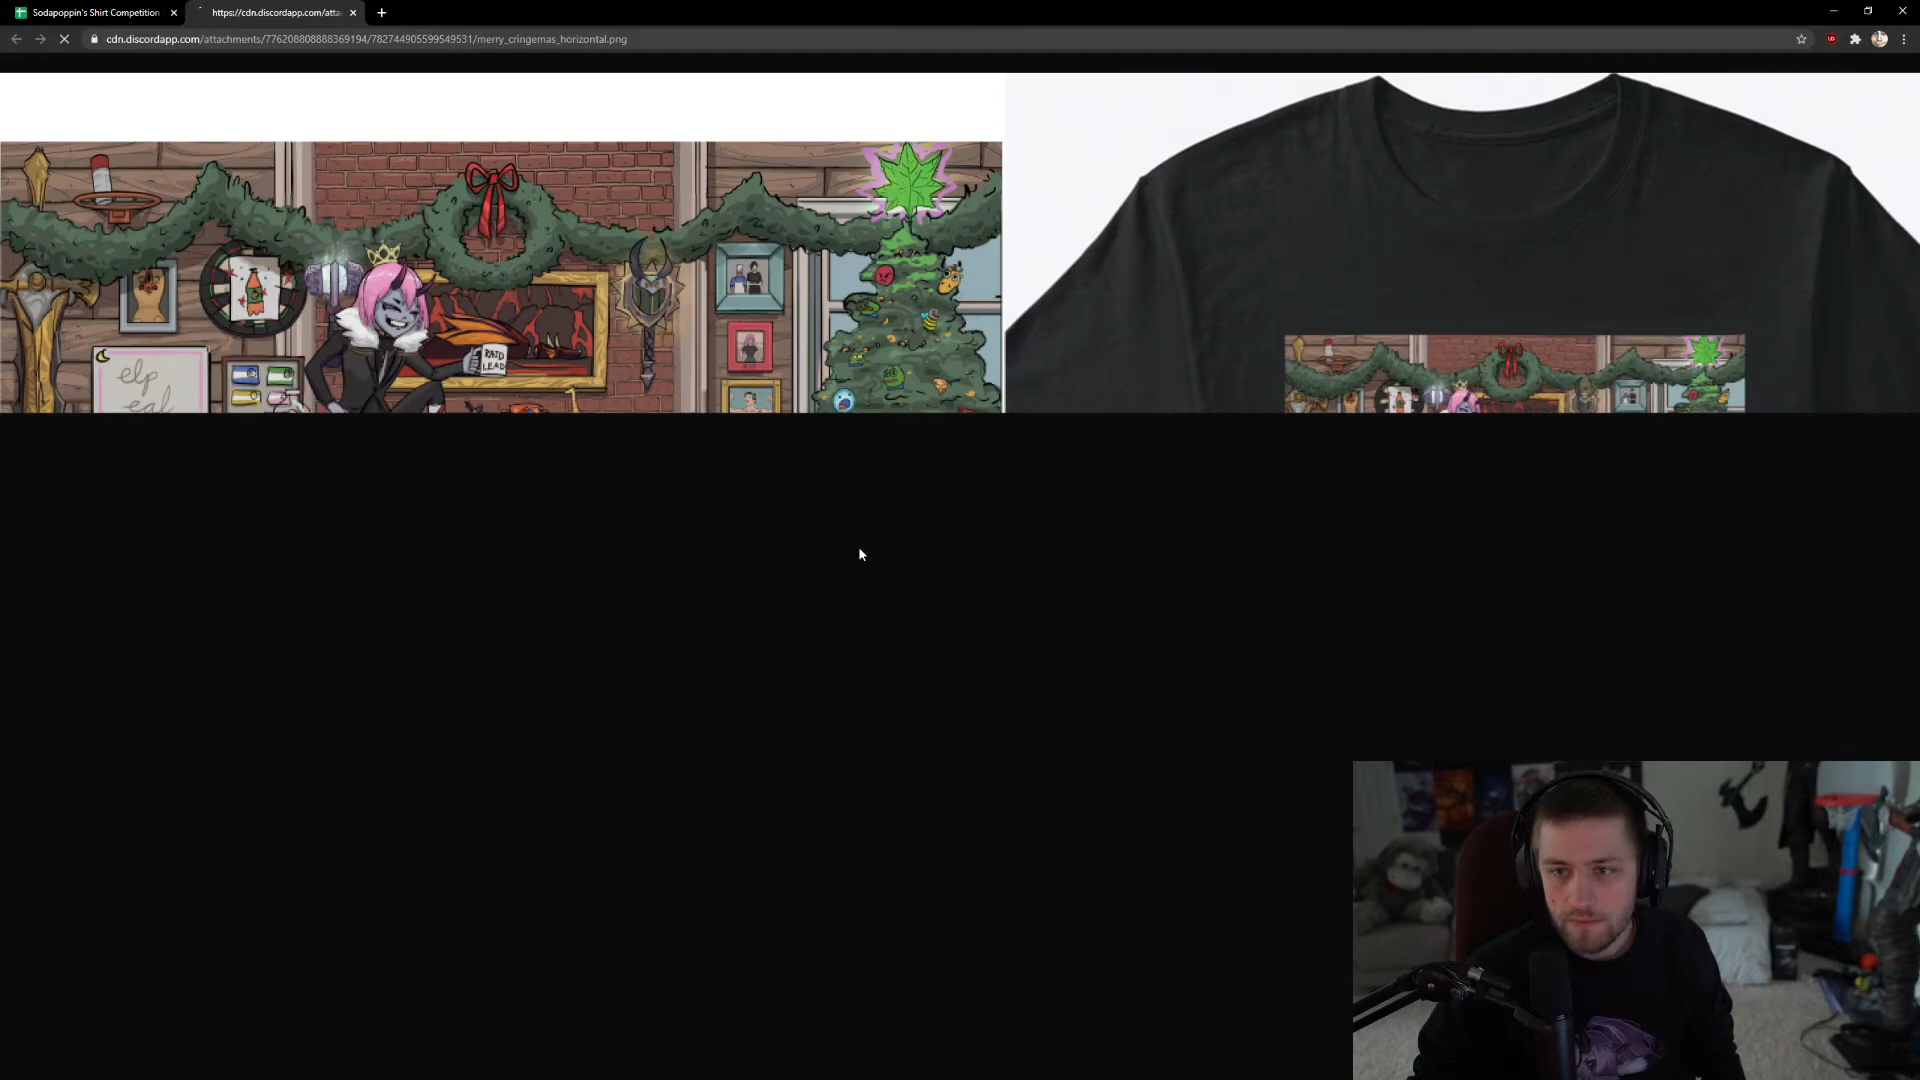 Sodapoppin's Shirt Competition
https://cdn.discordapp.com/atta
cdn.discordapp.com/attachments/776208808888369194/782744905599549531/merry_cringemas_horizontal.png
RAID
LEAD
elp
eal